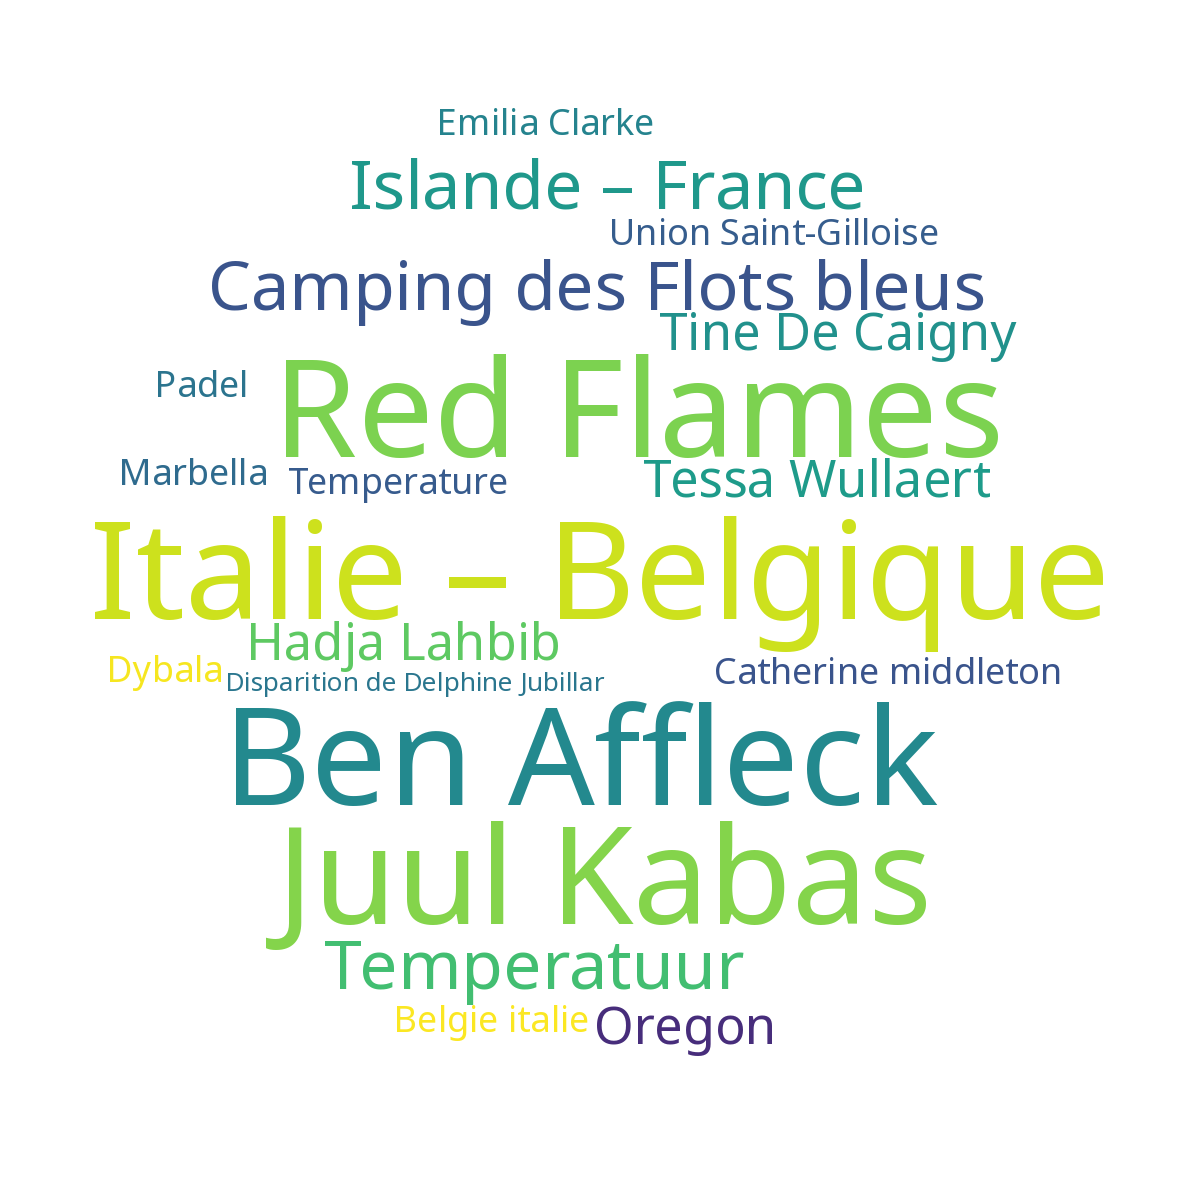 Emilia Clarke
Islande – France
Union Saint-Gilloise
Camping des Flots bleus
Tine De Caigny
Padel
Red Flames
Marbella
Temperature
Tessa Wullaert
Italie – Belgique
Hadja Lahbib
Dybala
Disparition de Delphine Jubillar
Catherine middleton
Ben Affleck
Juul Kabas
Temperatuur
Belgie italie
Oregon